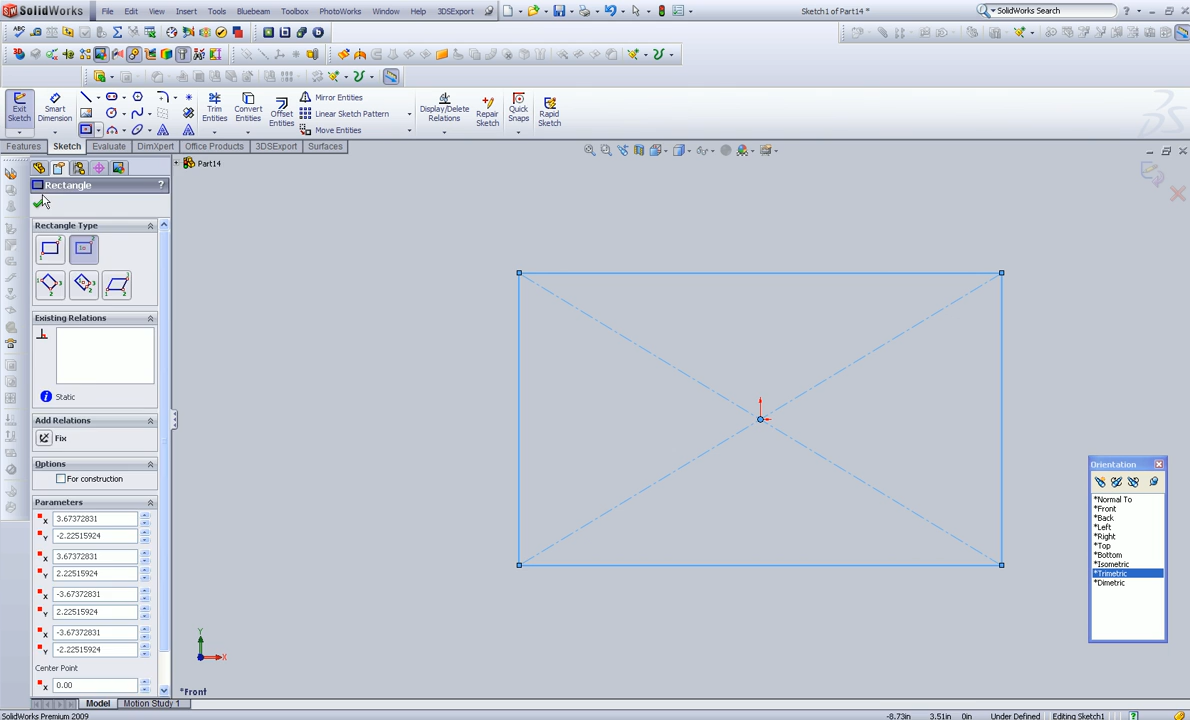 SolidWorks File Edit View Insert Tools Toolbox Bluebeam PhotoWorks Window Help 3DSExport Sketch1 of Part14 * SolidWorks Search
Exit Sketch
Smart Dimension
Trim Entities
Convert Entities
Offset Entities
Mirror Entities
Linear Sketch Pattern
Move Entities
Display/Delete Relations
Repair Sketch
Quick Snaps
Rapid Sketch
Features Sketch Evaluate DimXpert Office Products 3DSExport Surfaces
Part14
Rectangle ?
Rectangle Type
Existing Relations
Static
Add Relations
Fix
Options
For construction
Parameters
X 3.67372831
Y -2.22515924
X 3.67372831
Y 2.22515924
X -3.67372831
Y 2.22515924
X -3.67372831
Y -2.22515924
Center Point
X 0.00
Y
X
*Front
Orientation
*Normal To
*Front
*Back
*Left
*Right
*Top
*Bottom
*Isometric
*Trimetric
*Dimetric
Model Motion Study 1
SolidWorks Premium 2009 -8.73in 3.51in 0in Under Defined Editing Sketch1